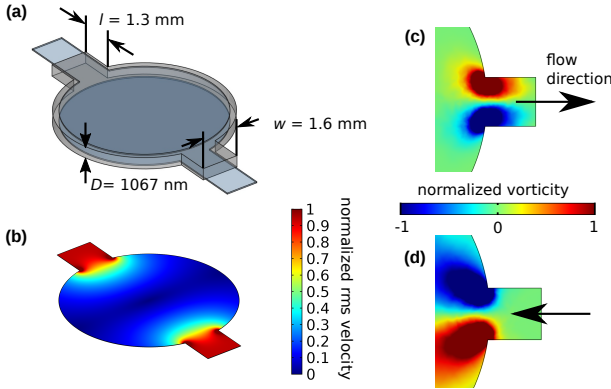 (a)
l = 1.3 mm
w = 1.6 mm
D= 1067 nm
(b)
1
0.9
0.8
0.7
0.6
0.5
0.4
0.3
0.2
0.1
0
normalized rms velocity
(c)
flow
direction
normalized vorticity
-1 0 1
(d)